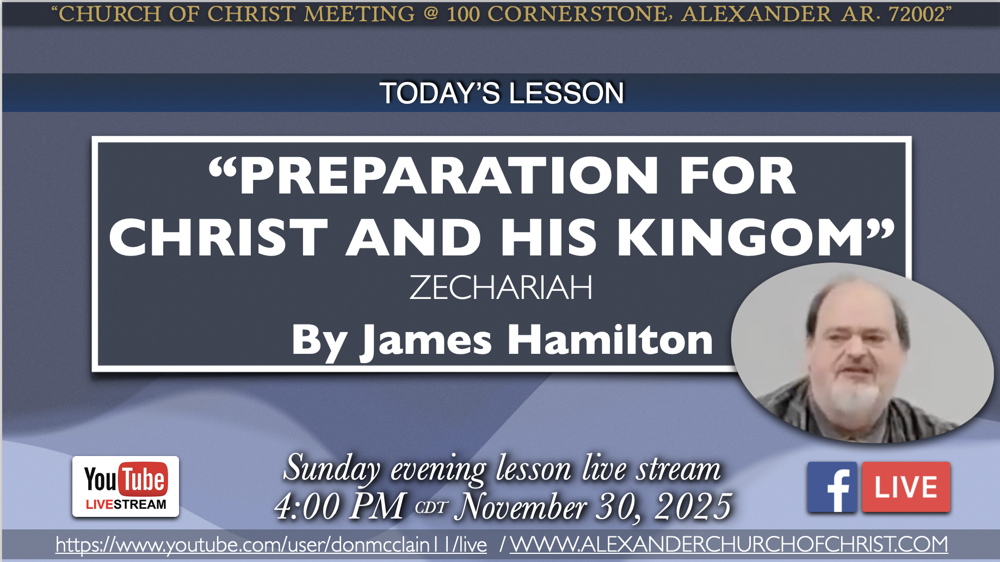 “CHURCH OF CHRIST MEETING @ 100 CORNERSTONE, ALEXANDER AR. 72002”
TODAY’S LESSON
“PREPARATION FOR
CHRIST AND HIS KINGOM”
ZECHARIAH
By James Hamilton
Sunday evening lesson live stream
4:00 PM CDT November 30, 2025
YouTube
LIVESTREAM
f LIVE
https://www.youtube.com/user/donmcclain11/live / WWW.ALEXANDERCHURCHOFCHRIST.COM